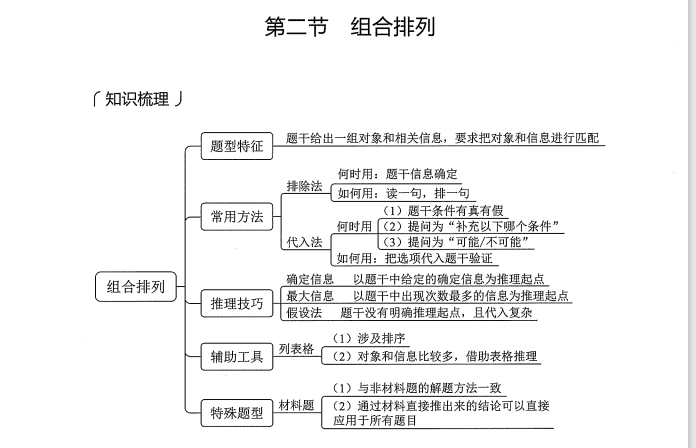 第二节 组合排列
知识梳理
题型特征
题干给出一组对象和相关信息，要求把对象和信息进行匹配
常用方法
排除法
何时用：题干信息确定
如何用：读一句，排一句
代入法
何时用
（1）题干条件有真有假
（2）提问为“补充以下哪个条件”
（3）提问为“可能/不可能”
如何用：把选项代入题干验证
组合排列
推理技巧
确定信息 以题干中给定的确定信息为推理起点
最大信息 以题干中出现次数最多的信息为推理起点
假设法 题干没有明确推理起点，且代入复杂
辅助工具
列表格
（1）涉及排序
（2）对象和信息比较多，借助表格推理
特殊题型
材料题
（1）与非材料题的解题方法一致
（2）通过材料直接推出来的结论可以直接
应用于所有题目